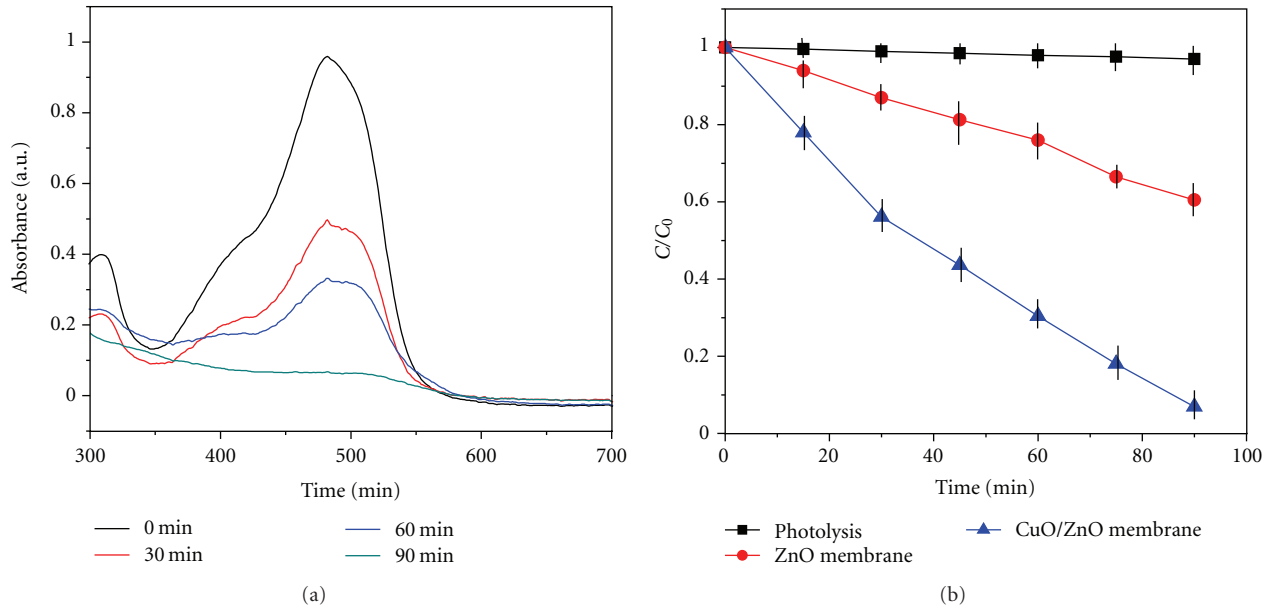 1
0.8
0.6
0.4
0.2
0
Absorbance (a.u.)
300 400 500 600 700
Time (min)
0 min 60 min
30 min 90 min
(a)
1
0.8
0.6
0.4
0.2
0
C/C0
0 20 40 60 80 100
Time (min)
Photolysis CuO/ZnO membrane
ZnO membrane
(b)